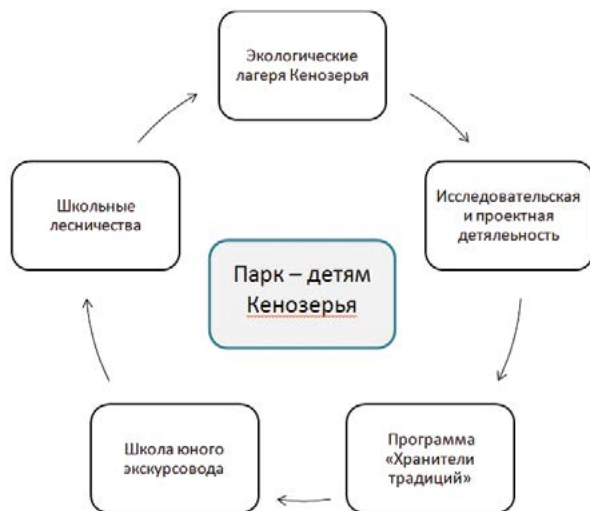 Экологические
лагеря Кенозерья
Исследовательская
и проектная
детялеьность
Программа
«Хранители
традиций»
Школа юного
экскурсовода
Школьные
лесничества
Парк – детям
Кенозерья